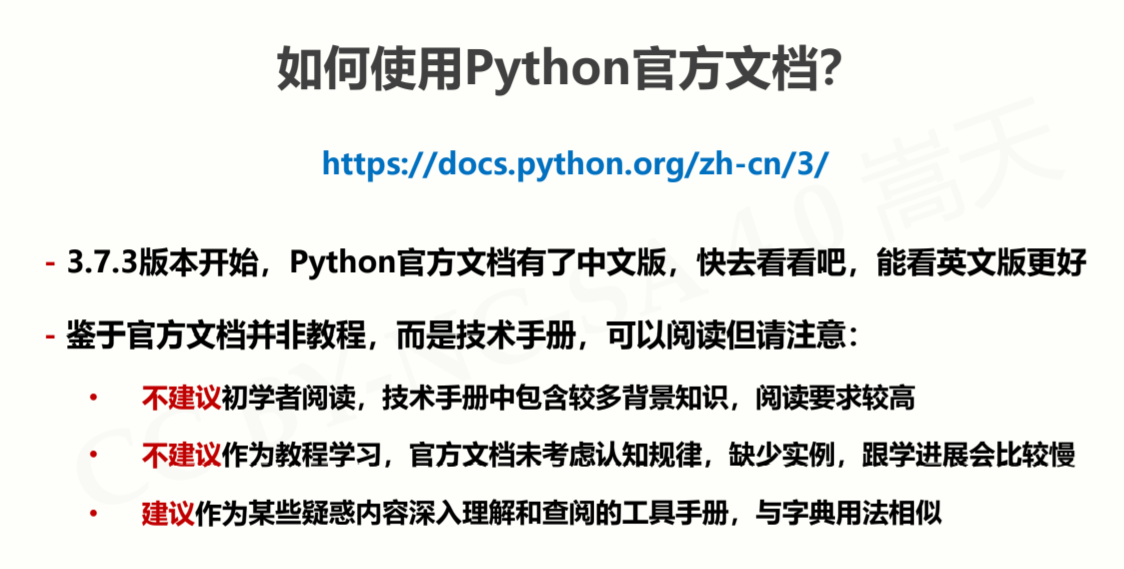 如何使用Python官方文档？
https://docs.python.org/zh-cn/3/
- 3.7.3版本开始，Python官方文档有了中文版，快去看看吧，能看英文版更好
- 鉴于官方文档并非教程，而是技术手册，可以阅读但请注意：
• 不建议初学者阅读，技术手册中包含较多背景知识，阅读要求较高
• 不建议作为教程学习，官方文档未考虑认知规律，缺少实例，跟学进展会比较慢
• 建议作为某些疑惑内容深入理解和查阅的工具手册，与字典用法相似
CC BY-NC-SA 4.0 嵩天